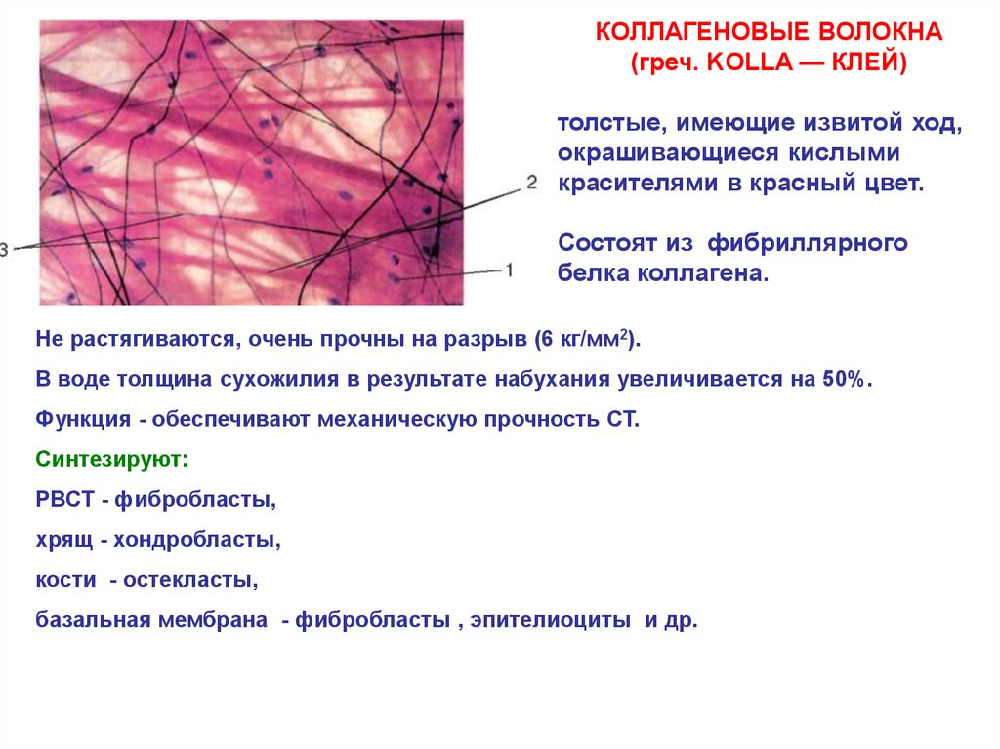 КОЛЛАГЕНОВЫЕ ВОЛОКНА
(греч. KOLLA — КЛЕЙ)
толстые, имеющие извитой ход,
окрашивающиеся кислыми
красителями в красный цвет.
Состоят из фибриллярного
белка коллагена.
2
3
1
Не растягиваются, очень прочны на разрыв (6 кг/мм²).
В воде толщина сухожилия в результате набухания увеличивается на 50%.
Функция - обеспечивают механическую прочность СТ.
Синтезируют:
РВСТ - фибробласты,
хрящ - хондробласты,
кости - остекласты,
базальная мембрана - фибробласты , эпителиоциты и др.